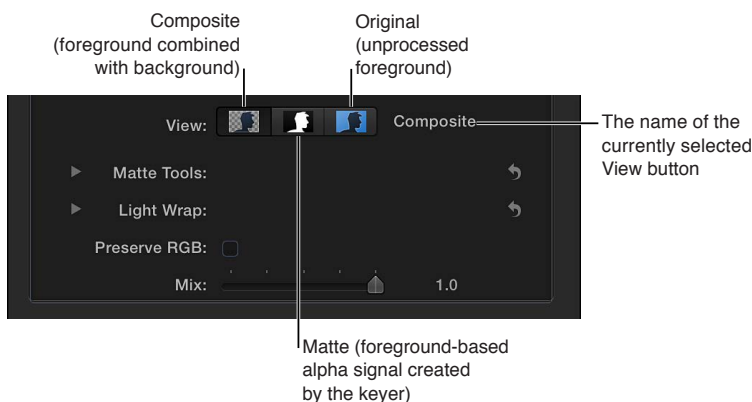 Composite
(foreground combined
with background)
Original
(unprocessed
foreground)
View:
Composite
The name of the
currently selected
View button
Matte Tools:
Light Wrap:
Preserve RGB:
Mix:
1.0
Matte (foreground-based
alpha signal created
by the keyer)